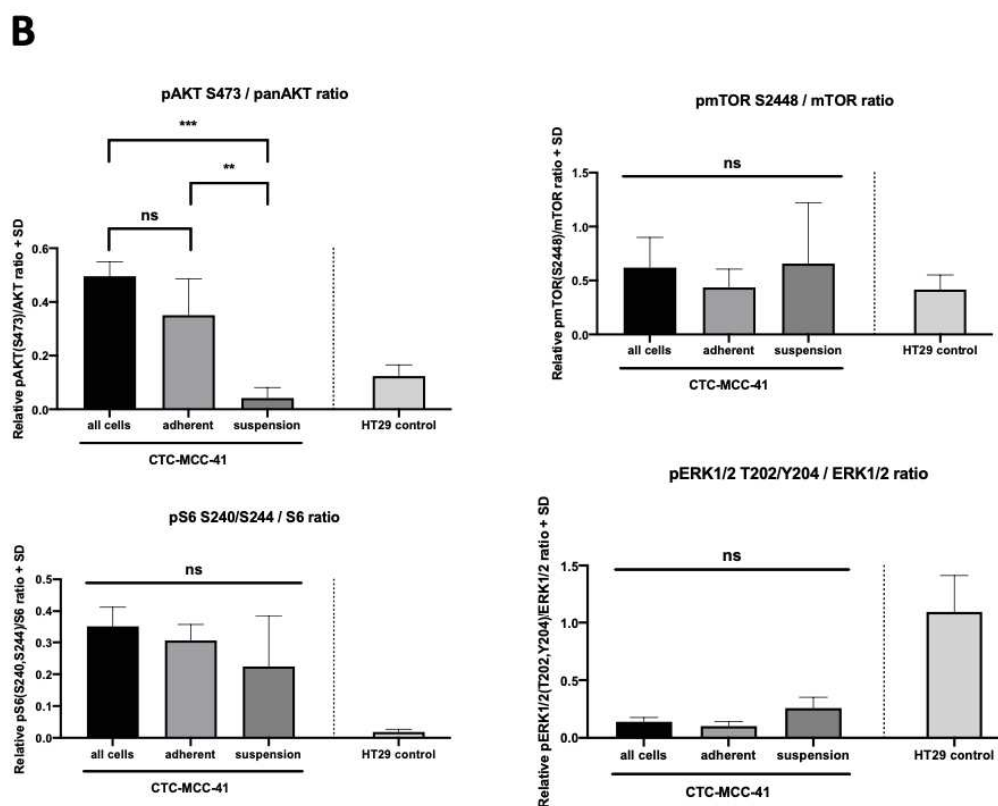 B
pAKT S473 / panAKT ratio
***
**
ns
Relative pAKT(S473)/AKT ratio + SD
0.6
0.4
0.2
0.0
all cells adherent suspension HT29 control
CTC-MCC-41
pmTOR S2448 / mTOR ratio
ns
Relative pmTOR(S2448)/mTOR ratio + SD
1.5
1.0
0.5
0.0
all cells adherent suspension HT29 control
CTC-MCC-41
pS6 S240/S244 / S6 ratio
ns
Relative pS6(S240,S244)/S6 ratio + SD
0.5
0.4
0.3
0.2
0.1
0.0
all cells adherent suspension HT29 control
CTC-MCC-41
pERK1/2 T202/Y204 / ERK1/2 ratio
ns
Relative pERK1/2(T202,Y204)/ERK1/2 ratio + SD
1.5
1.0
0.5
0.0
all cells adherent suspension HT29 control
CTC-MCC-41